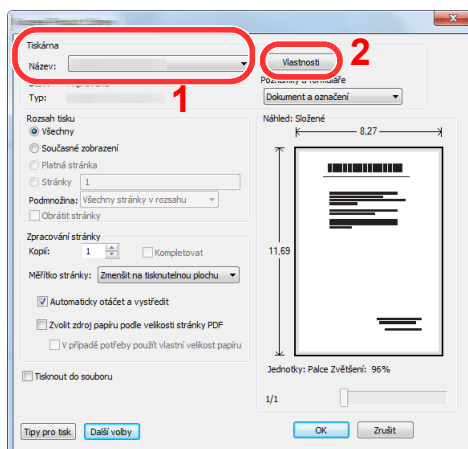 Tiskárna
Název:
1
Vlastnosti
2
Typ:
Poznámky a formuláře
Dokument a označení
Rozsah tisku
Všechny
Současné zobrazení
Platná stránka
Stránky 1
Podmnožina: Všechny stránky v rozsahu
Obrátit stránky
Zpracování stránky
Kopií: 1 Kompletovat
Měřítko stránky: Zmenšit na tisknutelnou plochu
Automaticky otáčet a vystředit
Zvolit zdroj papíru podle velikosti stránky PDF
V případě potřeby použít vlastní velikost papíru
Tisknout do souboru
Náhled: Složené
8,27
11,69
Jednotky: Palce Zvětšení: 96%
1/1
Tipy pro tisk
Další volby
OK
Zrušit